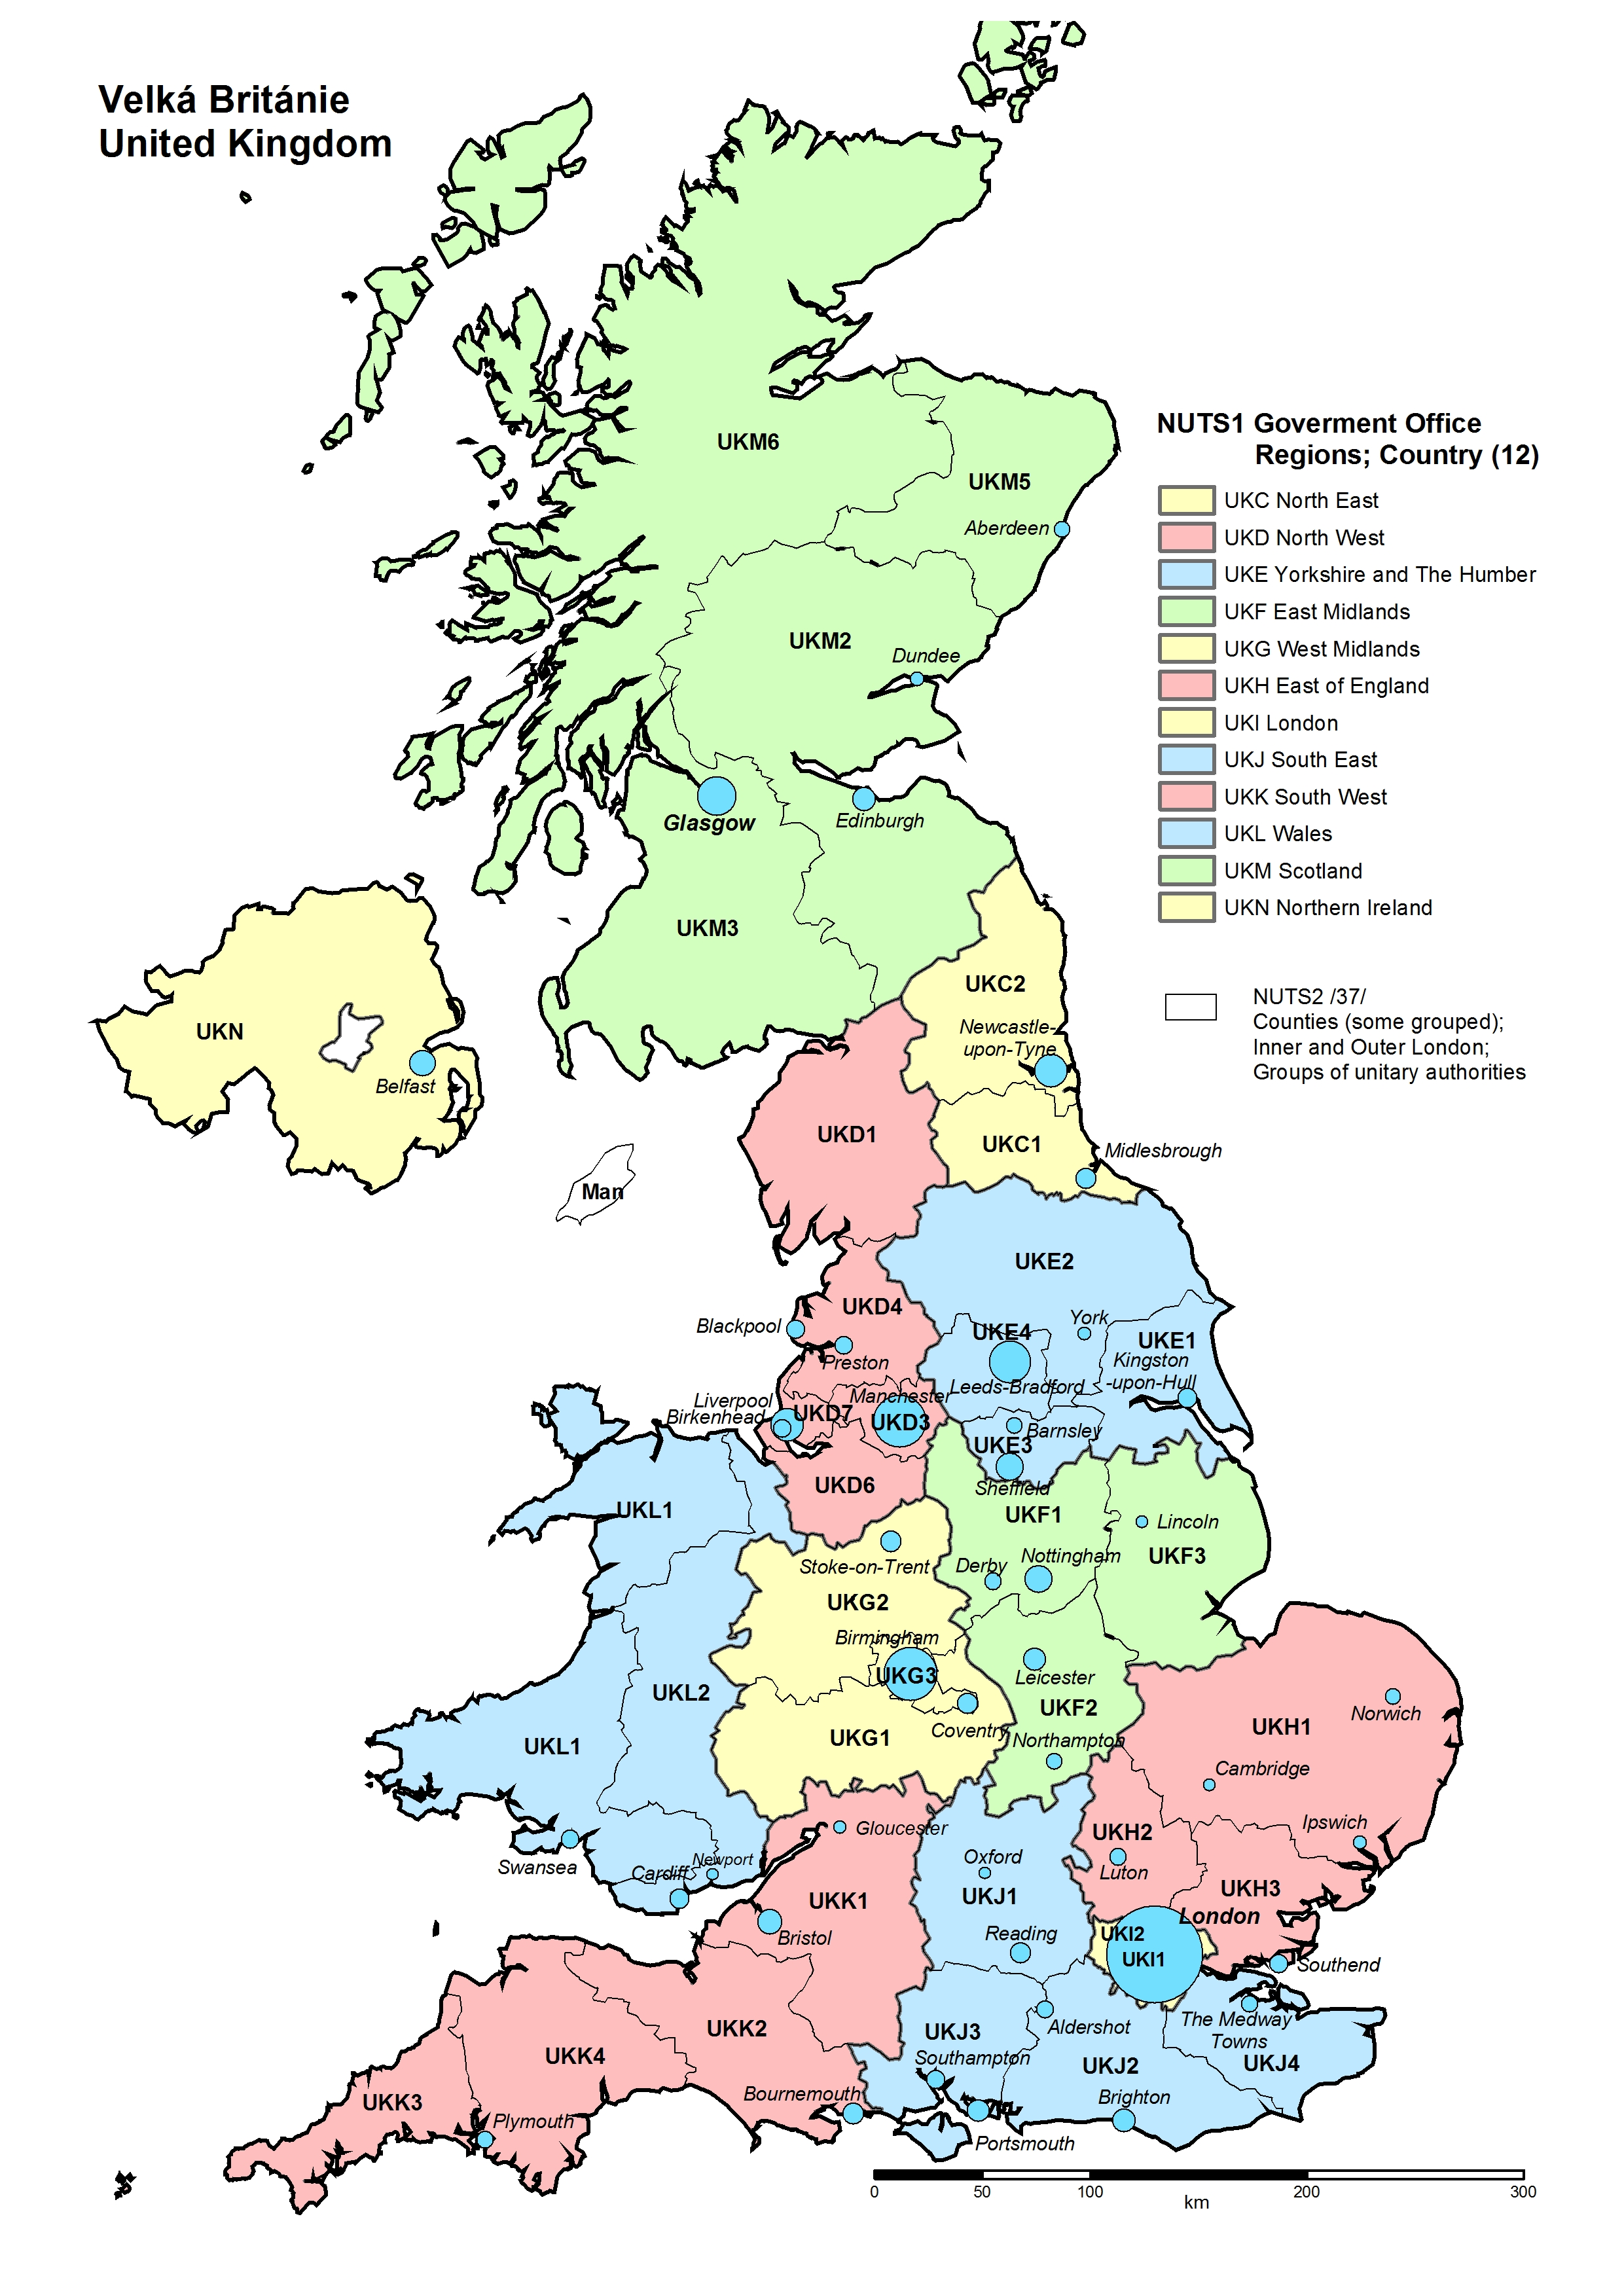 Velká Británie
United Kingdom
UKM6
UKM5
Aberdeen
UKM2
Dundee
Glasgow
Edinburgh
UKM3
NUTS1 Goverment Office
Regions; Country (12)
UKC North East
UKD North West
UKE Yorkshire and The Humber
UKF East Midlands
UKG West Midlands
UKH East of England
UKI London
UKJ South East
UKK South West
UKL Wales
UKM Scotland
UKN Northern Ireland
NUTS2 /37/
Counties (some grouped);
Inner and Outer London;
Groups of unitary authorities
UKC2
Newcastle-
upon-Tyne
UKN
Belfast
UKD1
UKC1
Midlesbrough
Man
UKE2
UKD4
Blackpool
Preston
UKE4
York
UKE1
Kingston
-upon-Hull
Leeds-Bradford
Liverpool
Birkenhead
Manchester
UKD7
UKD3
Barnsley
UKE3
Sheffield
UKD6
UKL1
UKF1
Lincoln
UKF3
Stoke-on-Trent
Derby
Nottingham
UKG2
Birmingham
UKG3
Leicester
UKL2
UKF2
Norwich
UKH1
Coventry
UKG1
Northampton
UKL1
Cambridge
Gloucester
UKH2
Ipswich
Luton
Swansea
Cardiff
Newport
Oxford
UKJ1
UKH3
London
UKK1
Bristol
Reading
UKI2
UKI1
Southend
UKK2
UKJ3
Aldershot
The Medway
Towns
UKK4
Southampton
UKJ2
UKJ4
UKK3
Bournemouth
Brighton
Plymouth
Portsmouth
0 50 100 200 300
km